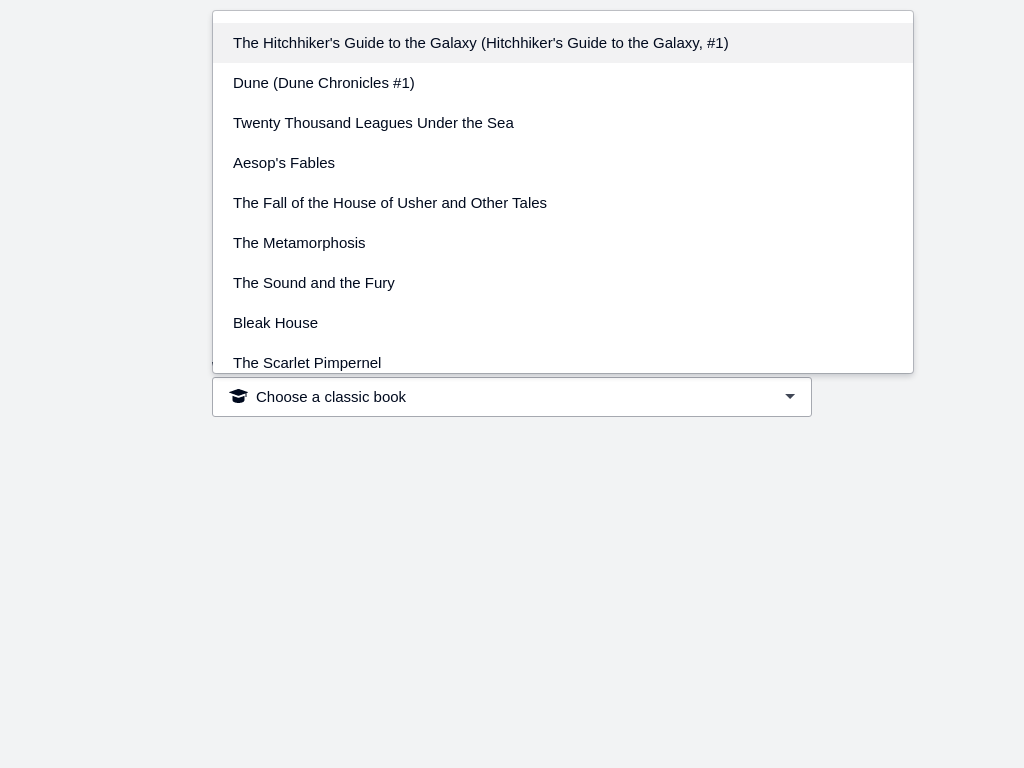 The Hitchhiker's Guide to the Galaxy (Hitchhiker's Guide to the Galaxy, #1)
Dune (Dune Chronicles #1)
Twenty Thousand Leagues Under the Sea
Aesop's Fables
The Fall of the House of Usher and Other Tales
The Metamorphosis
The Sound and the Fury
Bleak House
The Scarlet Pimpernel
Choose a classic book